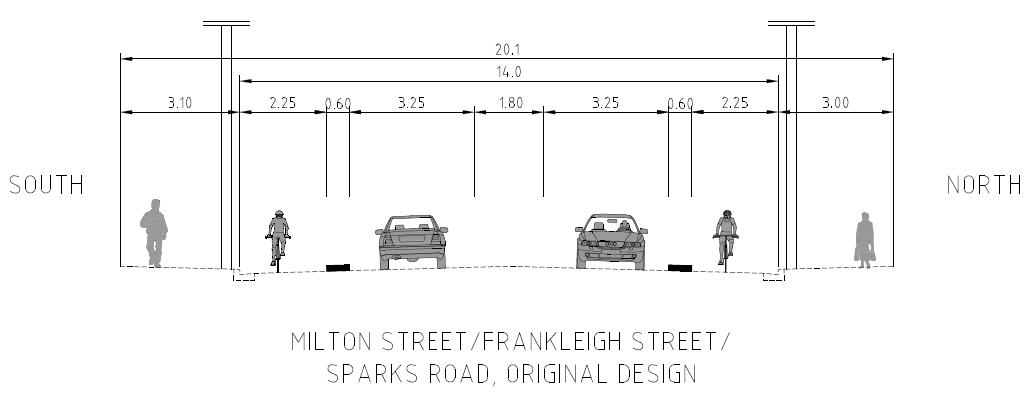 20.1
14.0
3.10 2.25 0.60 3.25 1.80 3.25 0.60 2.25 3.00
SOUTH NORTH
MILTON STREET/FRANKLEIGH STREET/
SPARKS ROAD, ORIGINAL DESIGN